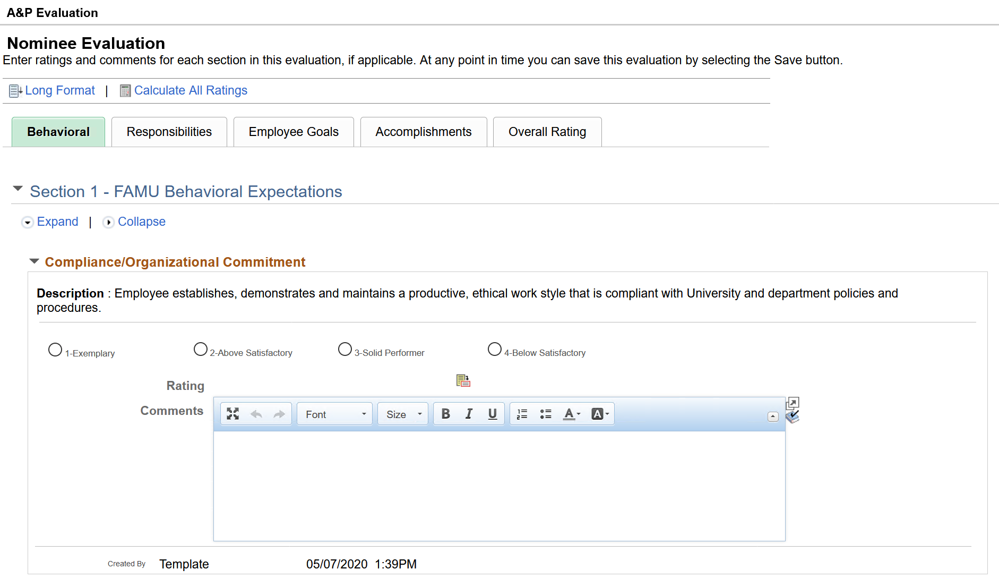 A&P Evaluation
Nominee Evaluation
Enter ratings and comments for each section in this evaluation, if applicable. At any point in time you can save this evaluation by selecting the Save button.
Long Format | Calculate All Ratings
Behavioral Responsibilities Employee Goals Accomplishments Overall Rating
Section 1 - FAMU Behavioral Expectations
Expand | Collapse
Compliance/Organizational Commitment
Description : Employee establishes, demonstrates and maintains a productive, ethical work style that is compliant with University and department policies and
procedures.
1-Exemplary 2-Above Satisfactory 3-Solid Performer 4-Below Satisfactory
Rating
Comments Font Size B I U A A
Created By Template 05/07/2020 1:39PM